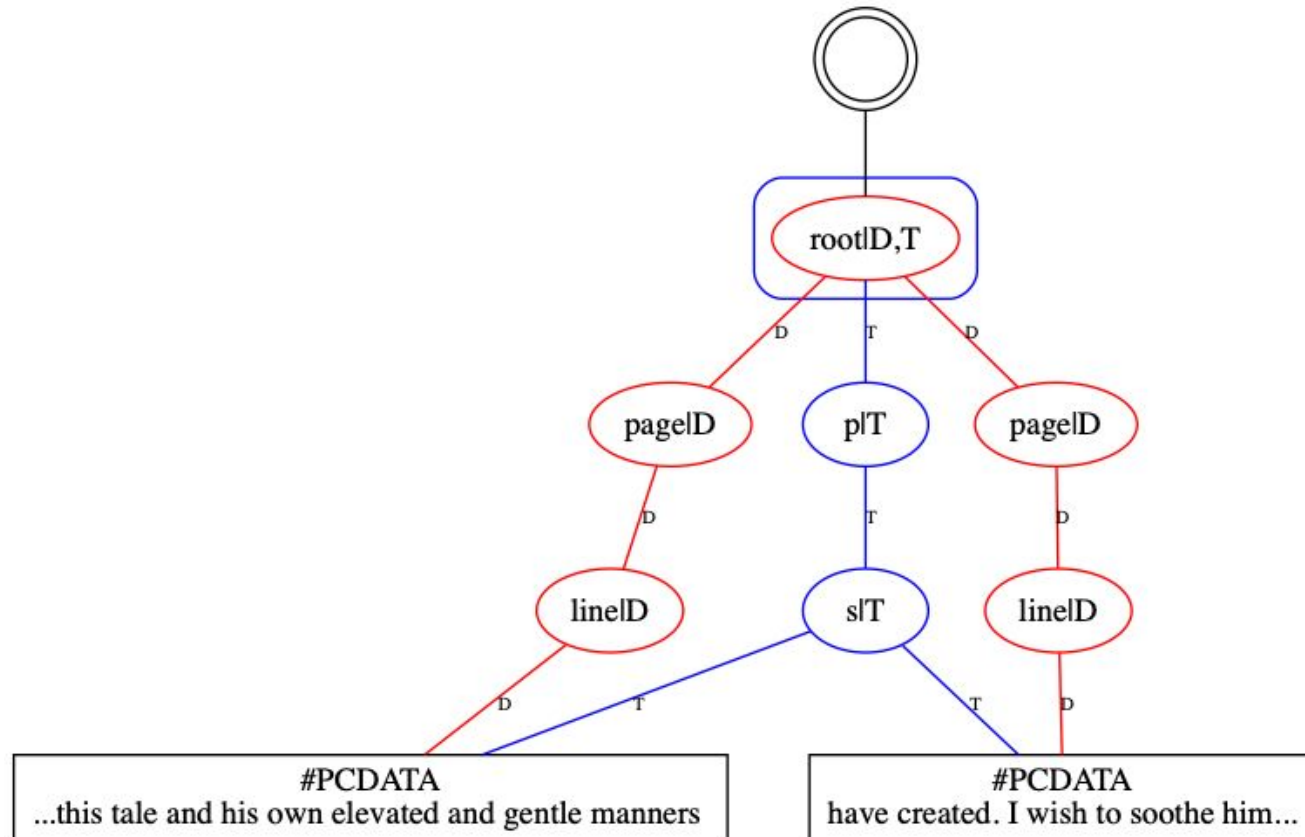 root|D,T
D T D
page|D p|T page|D
D T D
line|D s|T line|D
D T T D
#PCDATA #PCDATA
...this tale and his own elevated and gentle manners have created. I wish to soothe him...